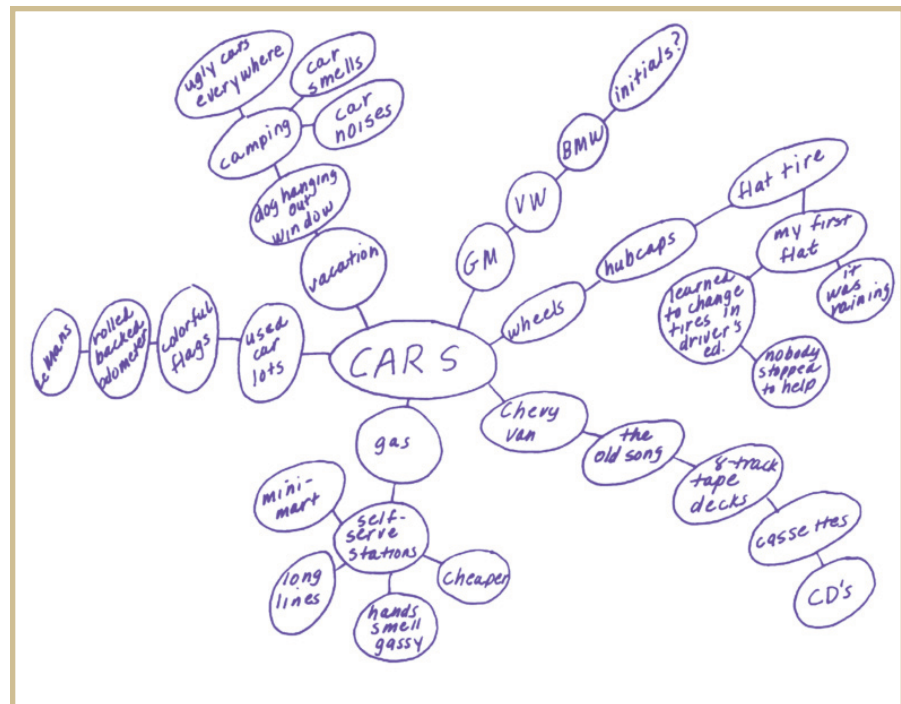 ugly cars
everywhere
car
smells
car
noises
camping
dog hanging
out
window
vacation
initials?
BMW
VW
GM
flat tire
hubcaps
wheels
my first
flat
it
was
raining
learned
to change
tires in
driver's
ed.
nobody
stopped
to help
CARS
used
car
lots
colorful
flags
rolled
backed
odometer
Chevy
van
the
old song
8-track
tape
decks
cassettes
CD's
gas
self-
serve
stations
mini-
mart
long
lines
hands
smell
gassy
cheaper